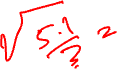 √(5.1/2) =